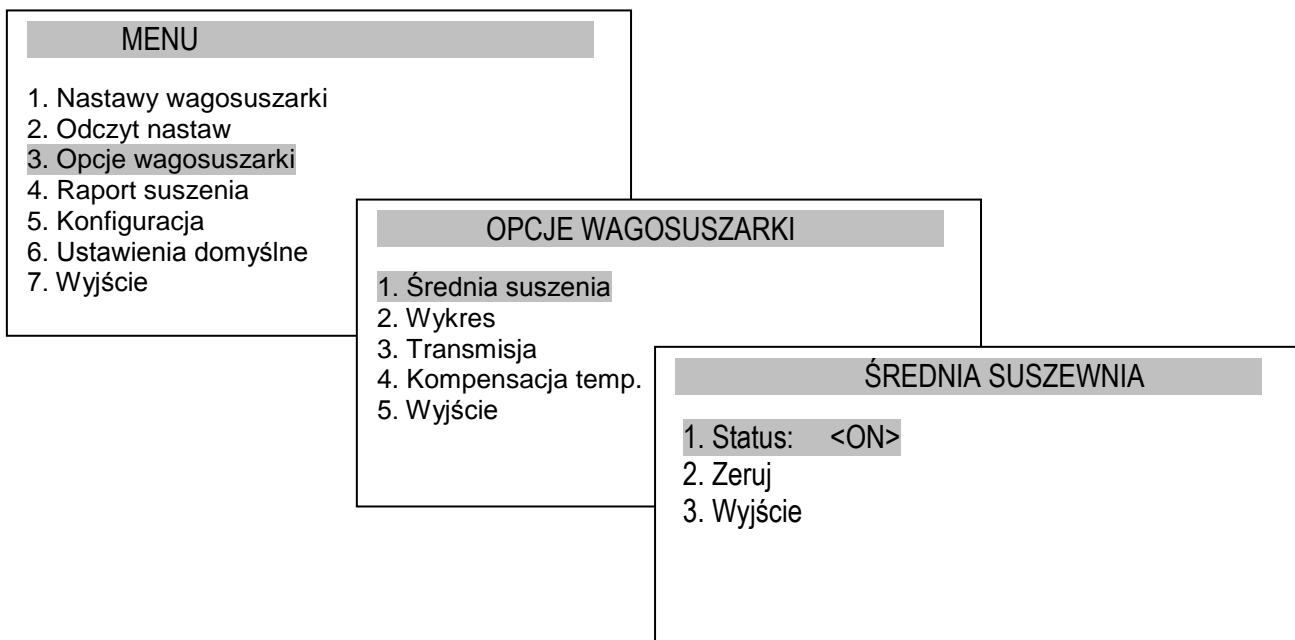 MENU
1. Nastawy wagosuszarki
2. Odczyt nastaw
3. Opcje wagosuszarki
4. Raport suszenia
5. Konfiguracja
6. Ustawienia domyślne
7. Wyjście
OPCJE WAGOSUSZARKI
1. Średnia suszenia
2. Wykres
3. Transmisja
4. Kompensacja temp.
5. Wyjście
ŚREDNIA SUSZEWNIA
1. Status: <ON>
2. Zeruj
3. Wyjście